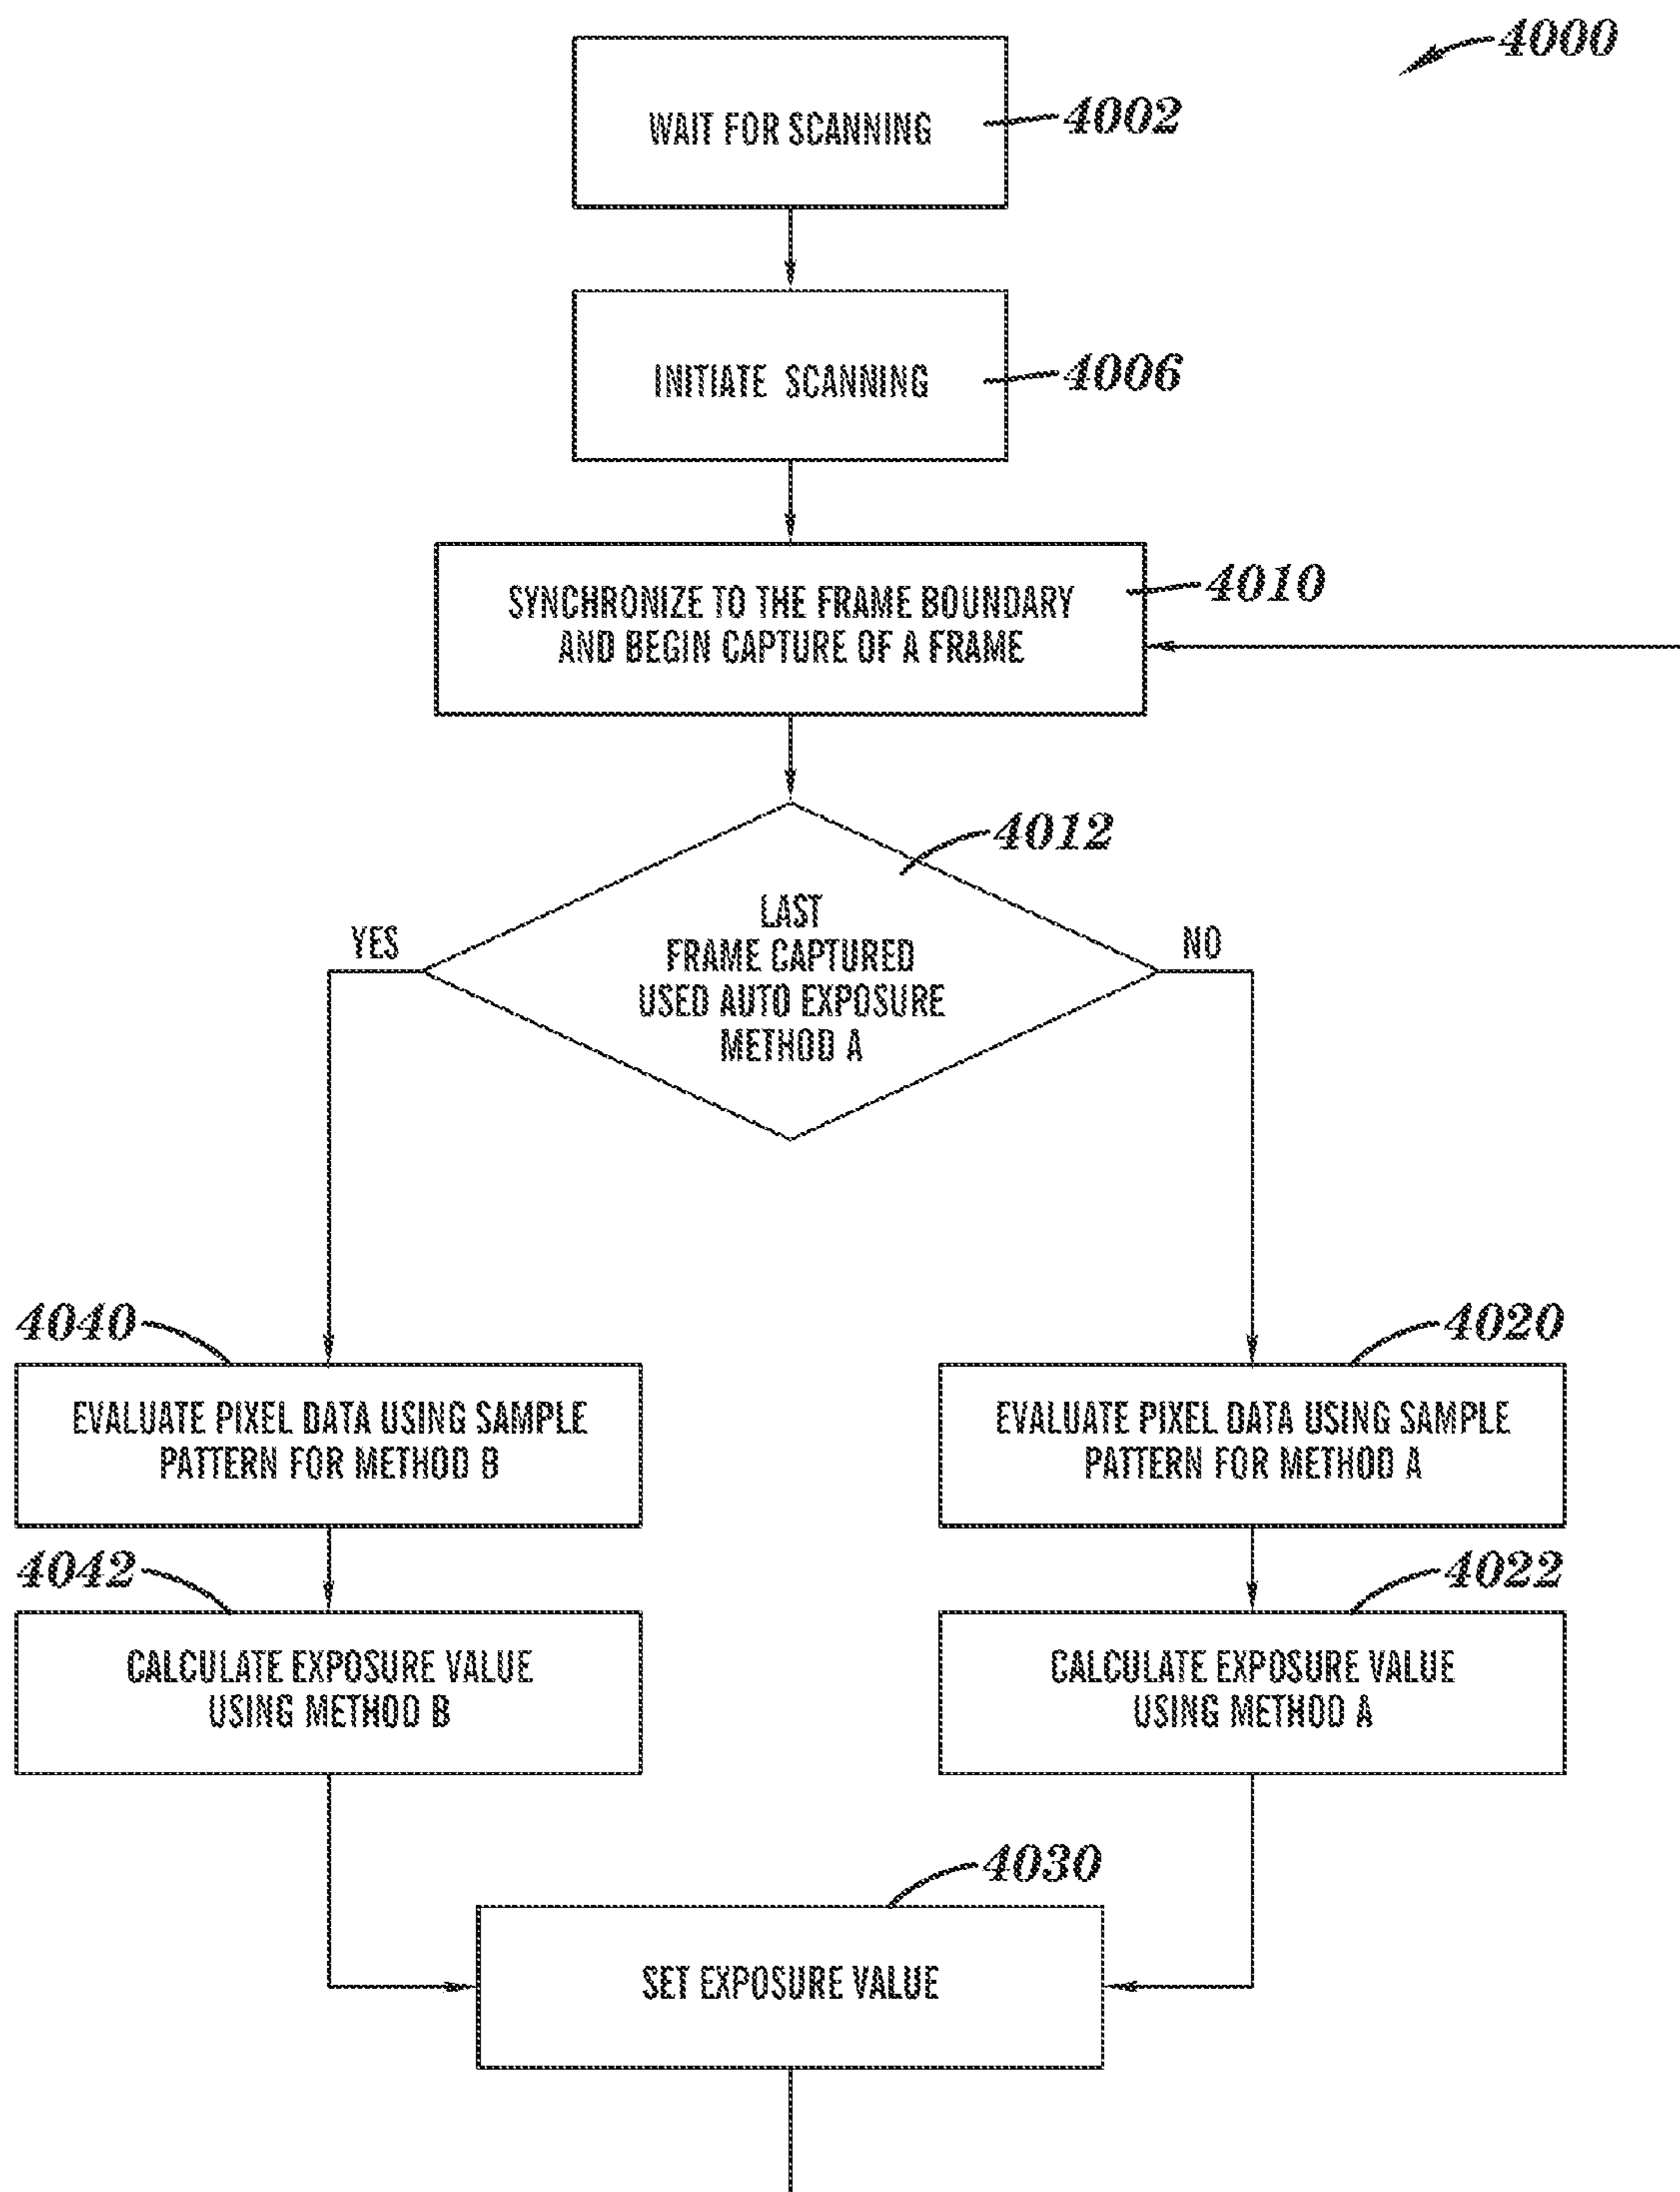 4000
WAIT FOR SCANNING
4002
INITIATE SCANNING
4006
SYNCHRONIZE TO THE FRAME BOUNDARY
AND BEGIN CAPTURE OF A FRAME
4010
4012
LAST
FRAME CAPTURED
USED AUTO EXPOSURE
METHOD A
YES
NO
4040
EVALUATE PIXEL DATA USING SAMPLE
PATTERN FOR METHOD B
4020
EVALUATE PIXEL DATA USING SAMPLE
PATTERN FOR METHOD A
4042
CALCULATE EXPOSURE VALUE
USING METHOD B
4022
CALCULATE EXPOSURE VALUE
USING METHOD A
4030
SET EXPOSURE VALUE